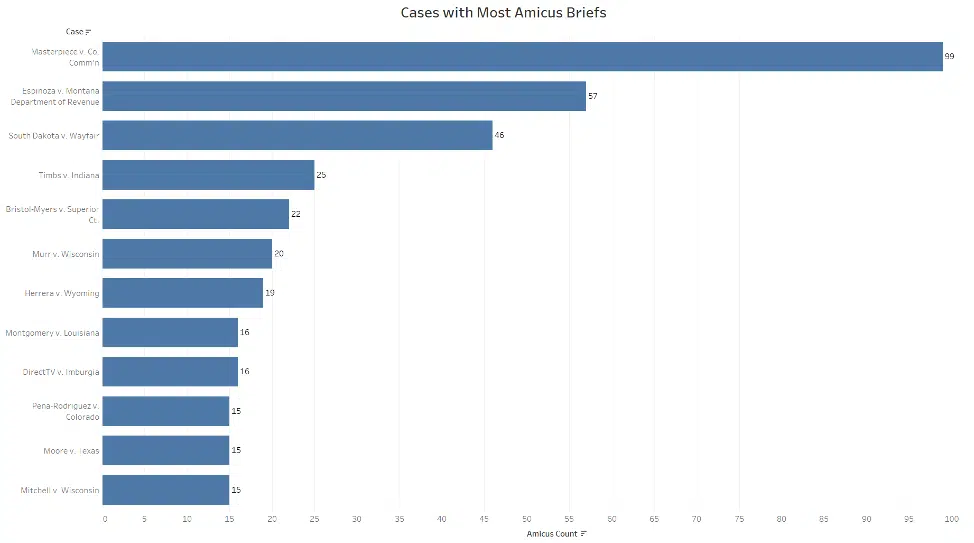 Cases with Most Amicus Briefs
Case
Masterpiece v. Co.
Comm'n
99
Espinoza v. Montana
Department of Revenue
57
South Dakota v. Wayfair
46
Timbs v. Indiana
25
Bristol-Myers v. Superior
Ct.
22
Murr v. Wisconsin
20
Herrera v. Wyoming
19
Montgomery v. Louisiana
16
DirectTV v. Imburgia
16
Pena-Rodriguez v.
Colorado
15
Moore v. Texas
15
Mitchell v. Wisconsin
15
0 5 10 15 20 25 30 35 40 45 50 55 60 65 70 75 80 85 90 95 100
Amicus Count